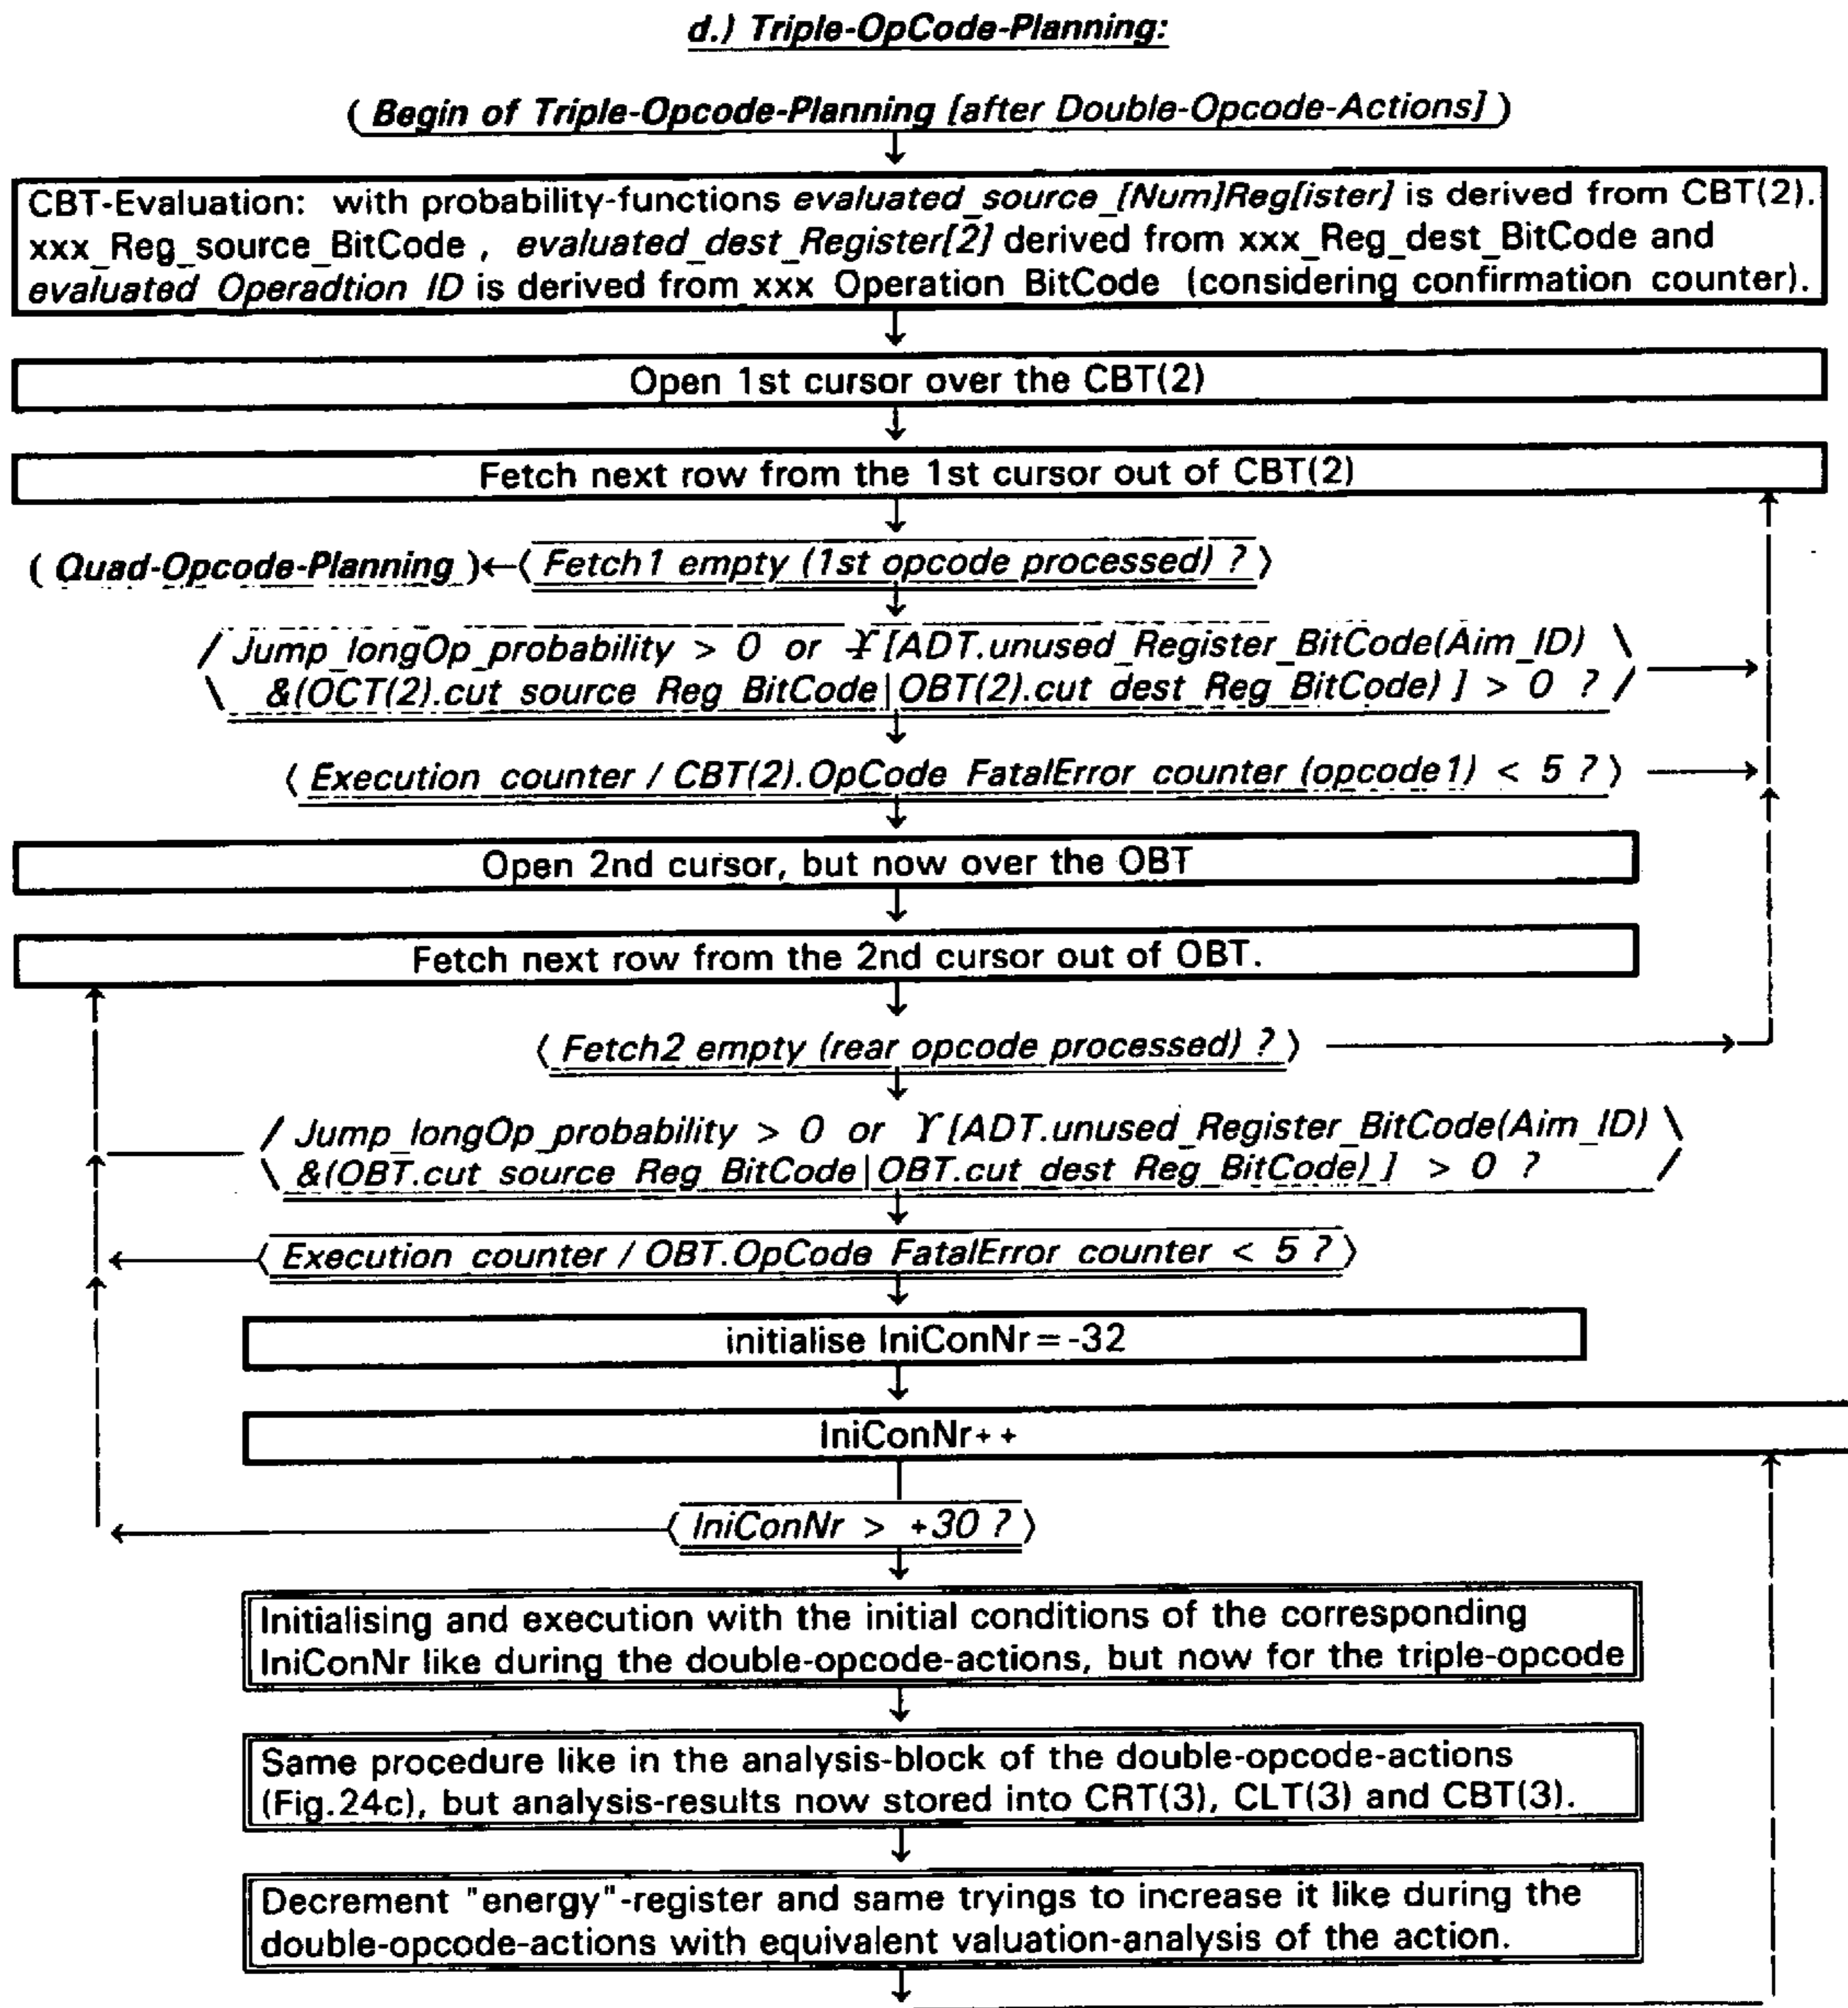 d.) Triple-OpCode-Planning:
( Begin of Triple-Opcode-Planning [after Double-Opcode-Actions] )
CBT-Evaluation: with probability-functions evaluated_source_[Num]Reg[ister] is derived from CBT(2).
xxx_Reg_source_BitCode , evaluated_dest_Register[2] derived from xxx_Reg_dest_BitCode and
evaluated Operadtion ID is derived from xxx Operation BitCode (considering confirmation counter).
Open 1st cursor over the CBT(2)
Fetch next row from the 1st cursor out of CBT(2)
( Quad-Opcode-Planning )←⟨ Fetch1 empty (1st opcode processed) ? ⟩
/ Jump_longOp_probability > 0 or ϒ[ADT.unused_Register_BitCode(Aim_ID) \
\ &(OCT(2).cut source Reg BitCode|OBT(2).cut dest Reg BitCode) ] > 0 ? /
⟨ Execution counter / CBT(2).OpCode FatalError counter (opcode1) < 5 ? ⟩
Open 2nd cursor, but now over the OBT
Fetch next row from the 2nd cursor out of OBT.
⟨ Fetch2 empty (rear opcode processed) ? ⟩
/ Jump_longOp_probability > 0 or ϒ[ADT.unused_Register_BitCode(Aim_ID) \
\ &(OBT.cut source Reg BitCode|OBT.cut dest Reg BitCode) ] > 0 ? /
⟨ Execution counter / OBT.OpCode FatalError counter < 5 ? ⟩
initialise IniConNr=-32
IniConNr++
⟨ IniConNr > +30 ? ⟩
Initialising and execution with the initial conditions of the corresponding
IniConNr like during the double-opcode-actions, but now for the triple-opcode
Same procedure like in the analysis-block of the double-opcode-actions
(Fig.24c), but analysis-results now stored into CRT(3), CLT(3) and CBT(3).
Decrement "energy"-register and same tryings to increase it like during the
double-opcode-actions with equivalent valuation-analysis of the action.